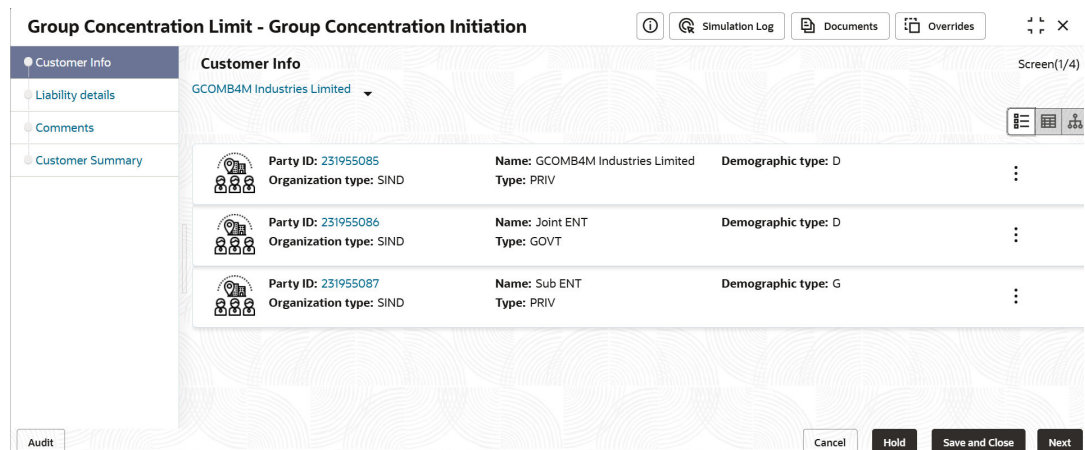 Group Concentration Limit - Group Concentration Initiation
Simulation Log
Documents
Overrides
Customer Info
Liability details
Comments
Customer Summary
Customer Info
Screen(1/4)
GCOMB4M Industries Limited
Party ID: 231955085 Name: GCOMB4M Industries Limited Demographic type: D
Organization type: SIND Type: PRIV
Party ID: 231955086 Name: Joint ENT Demographic type: D
Organization type: SIND Type: GOVT
Party ID: 231955087 Name: Sub ENT Demographic type: G
Organization type: SIND Type: PRIV
Audit
Cancel
Hold
Save and Close
Next